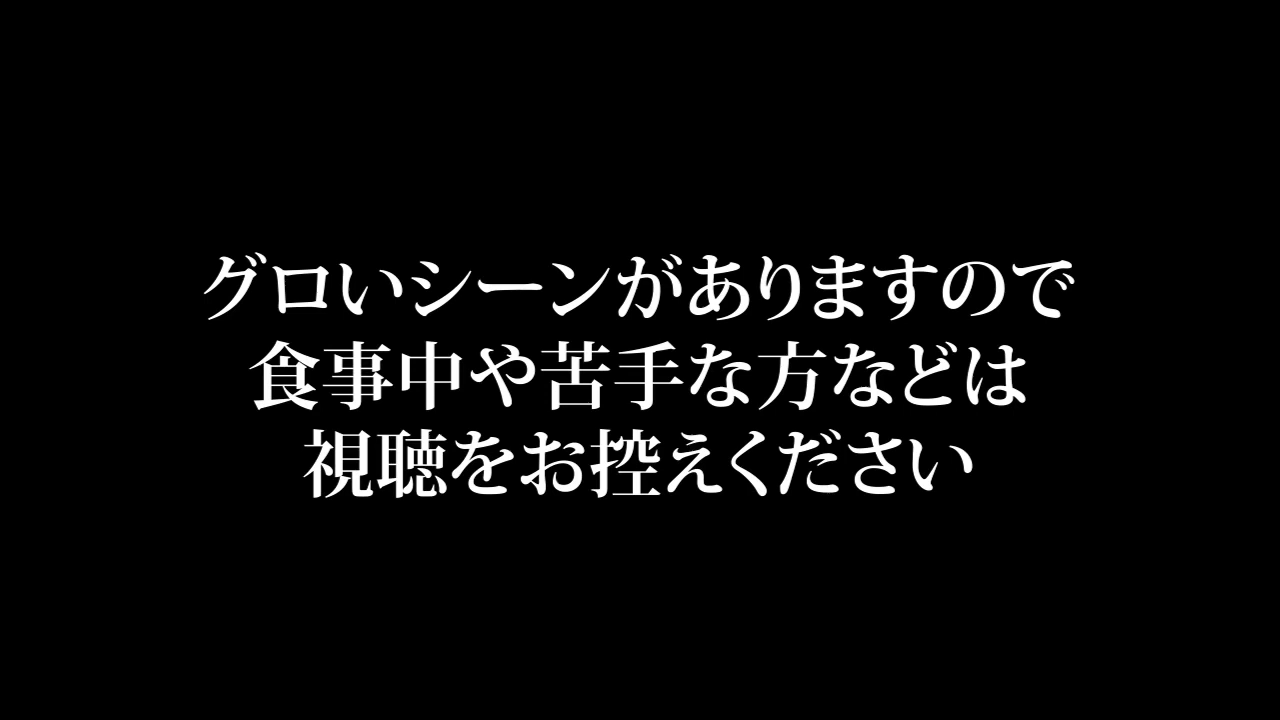 グロいシーンがありますので
食事中や苦手な方などは
視聴をお控えください